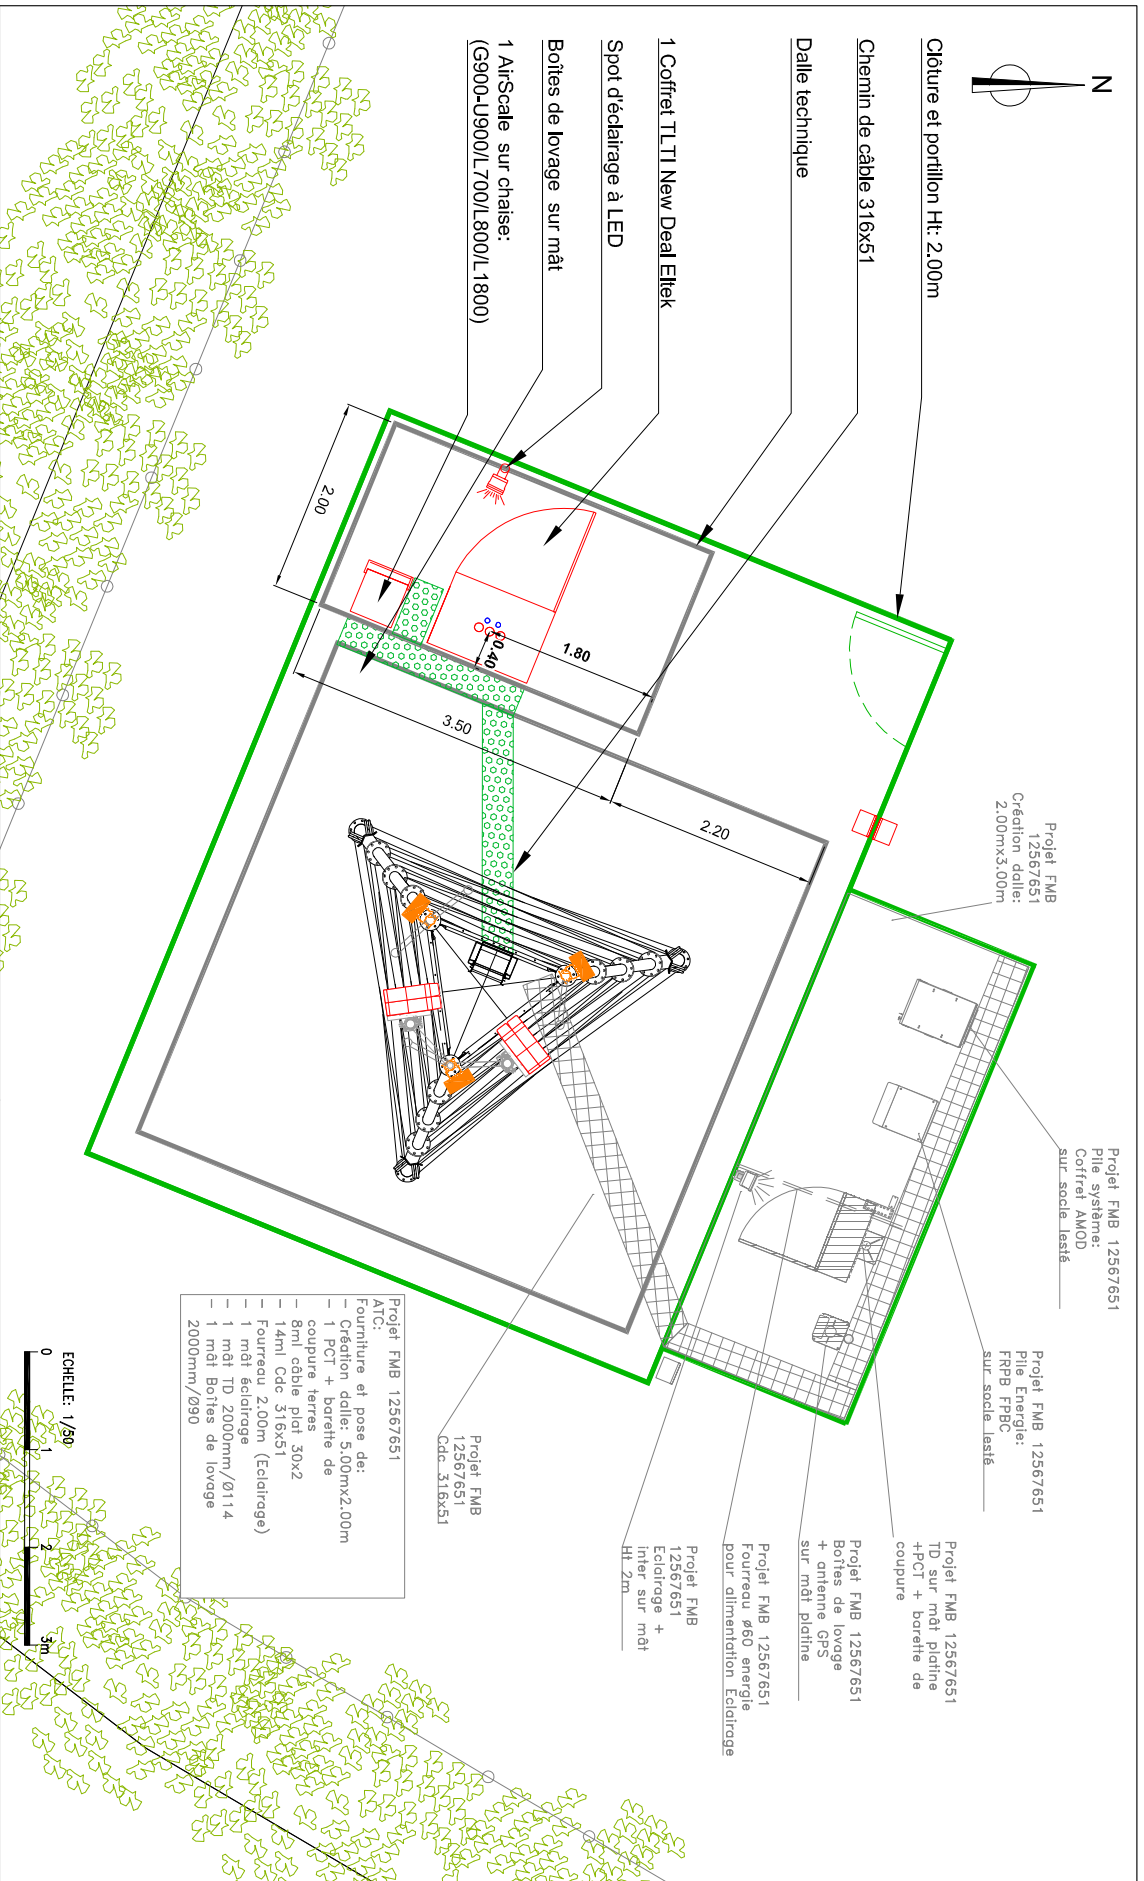 N
Clôture et portillon Ht: 2.00m
Chemin de câble 316x51
Dalle technique
1 Coffret TLTI New Deal Eltek
Spot d'éclairage à LED
Boîtes de lovage sur mât
1 AirScale sur chaise:
(G900-U900/L700/L800/L1800)
2.00
1.80
0.40
3.50
2.20
Projet FMB
12567651
Création dalle:
2.00mx3.00m
Projet FMB 12567651
Pile système:
Coffret AMOD
sur socle lesté
Projet FMB 12567651
Pile Energie:
FRPB FPBC
sur socle lesté
Projet FMB 12567651
TD sur mât platine
+PCT + barette de
coupure
Projet FMB 12567651
Boîtes de lovage
+ antenne GPS
sur mât platine
Projet FMB 12567651
Fourreau ø60 energie
pour alimentation Eclairage
Projet FMB
12567651
Eclairage +
inter sur mât
Ht 2m
Projet FMB
12567651
Cdc 316x51
Projet FMB 12567651
ATC:
Fourniture et pose de:
- Création dalle: 5.00mx2.00m
- 1 PCT + barette de
coupure terres
- 8ml câble plat 30x2
- 14ml Cdc 316x51
- Fourreau 2.00m (Eclairage)
- 1 mât éclairage
- 1 mât TD 2000mm/Ø114
- 1 mât Boîtes de lovage
2000mm/Ø90
ECHELLE: 1/50
0 1 2 3m